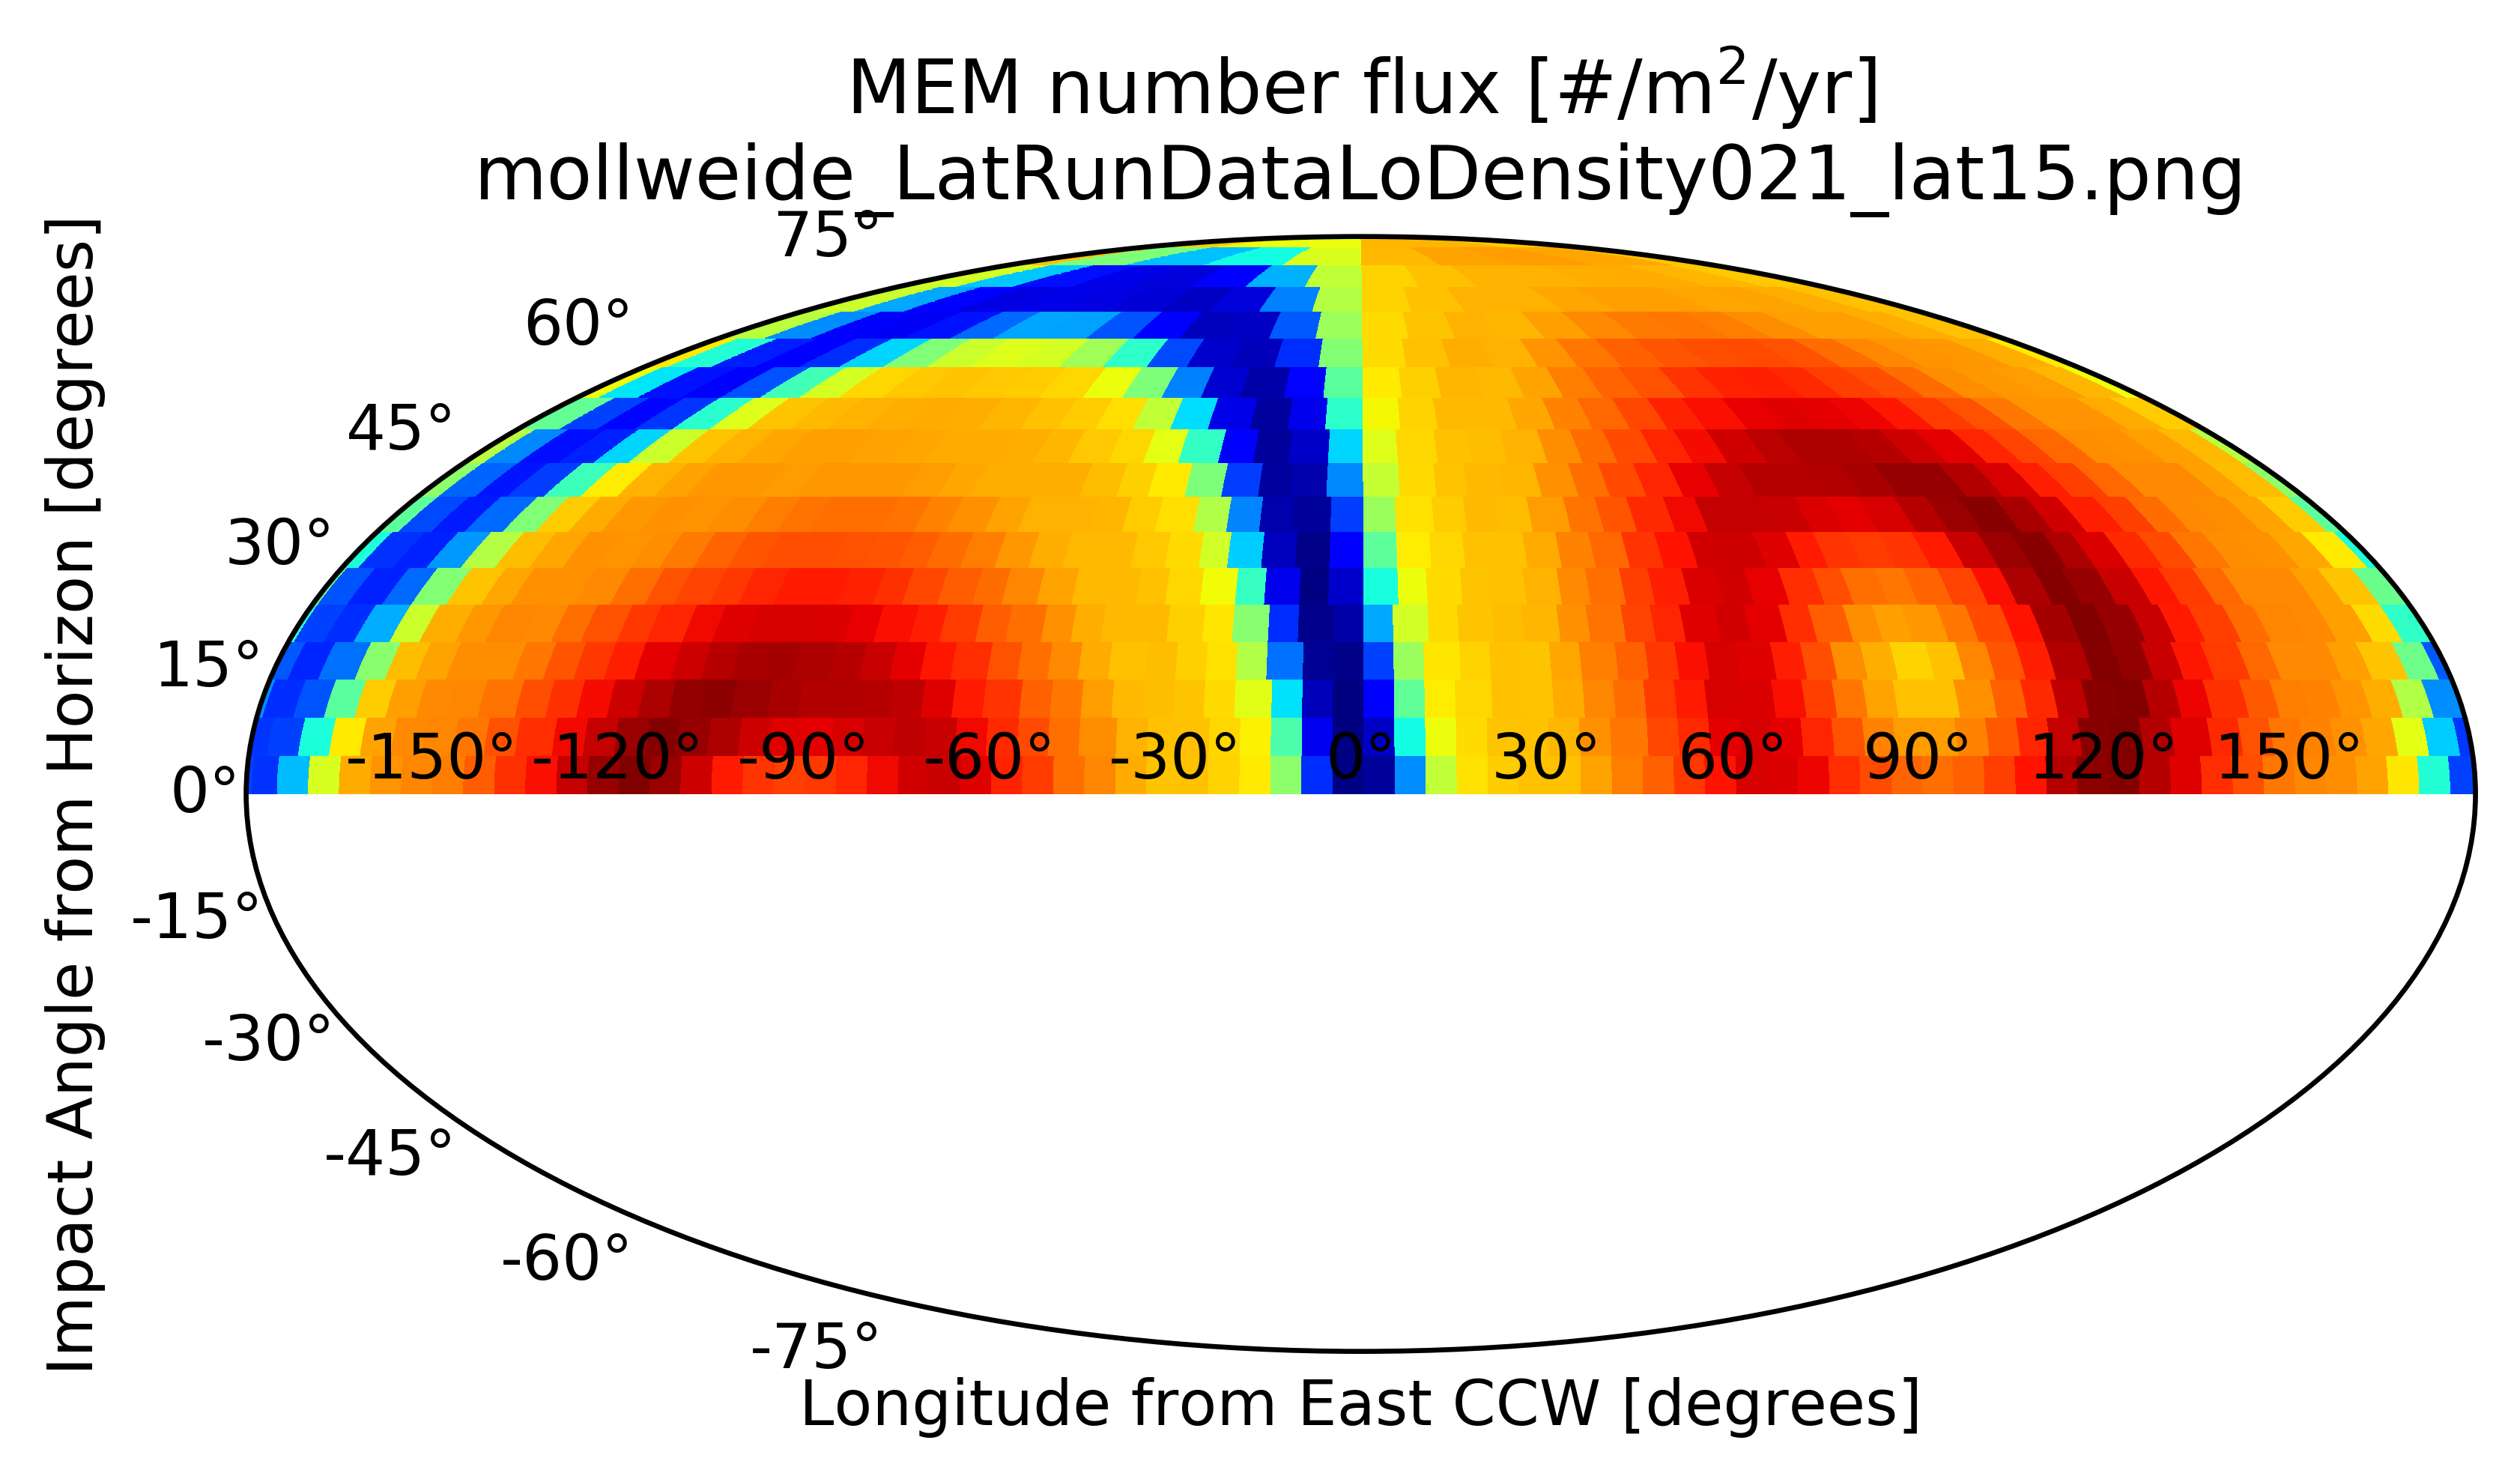 MEM number flux [#/m²/yr]
mollweide_LatRunDataLoDensity021_lat15.png
Impact Angle from Horizon [degrees]
75°
60°
45°
30°
15°
0°
-15°
-30°
-45°
-60°
-75°
-150° -120° -90° -60° -30° 0° 30° 60° 90° 120° 150°
Longitude from East CCW [degrees]